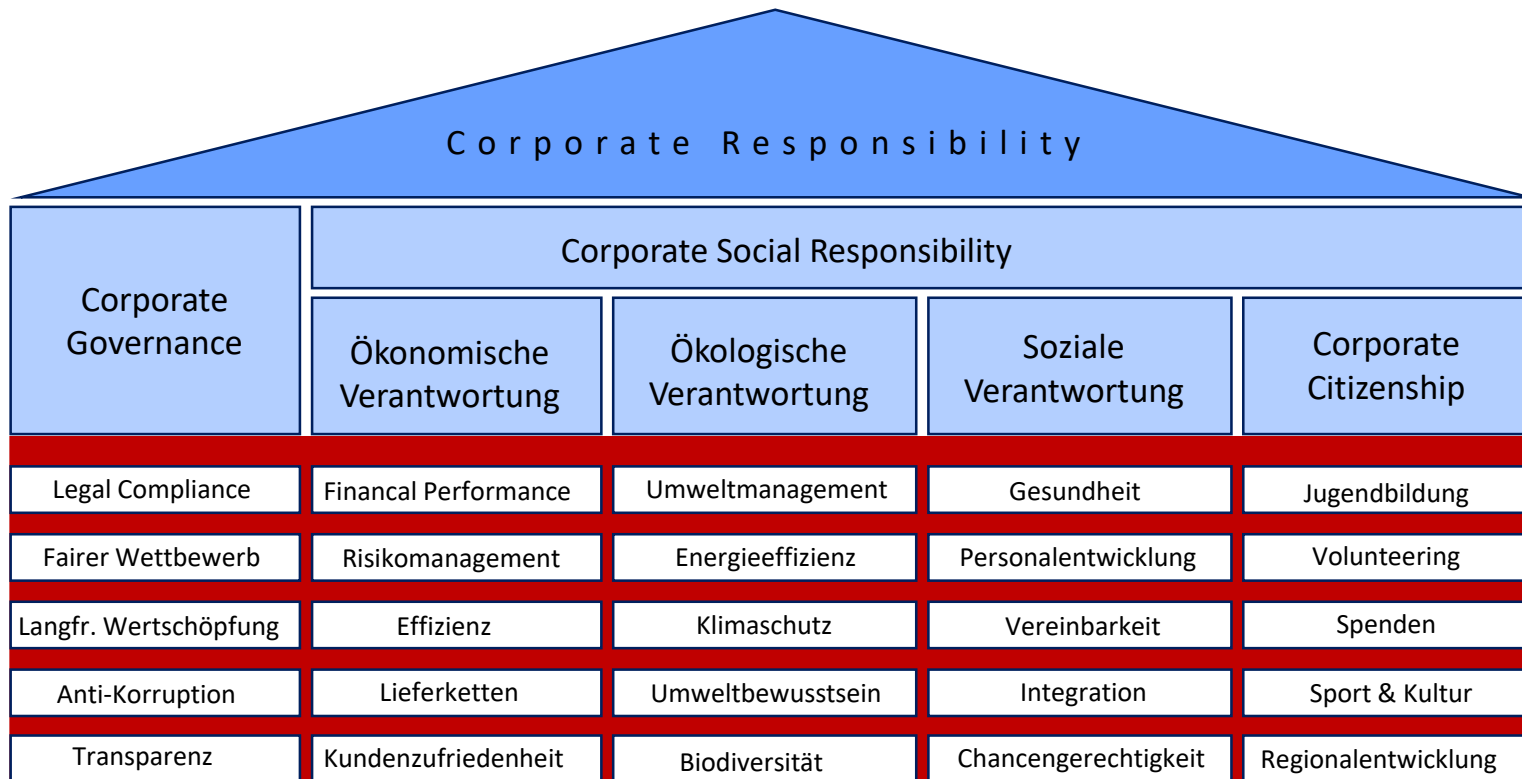 Corporate Responsibility
Corporate Social Responsibility
Corporate
Governance
Ökonomische
Verantwortung
Ökologische
Verantwortung
Soziale
Verantwortung
Corporate
Citizenship
Legal Compliance
Financal Performance
Umweltmanagement
Gesundheit
Jugendbildung
Fairer Wettbewerb
Risikomanagement
Energieeffizienz
Personalentwicklung
Volunteering
Langfr. Wertschöpfung
Effizienz
Klimaschutz
Vereinbarkeit
Spenden
Anti-Korruption
Lieferketten
Umweltbewusstsein
Integration
Sport & Kultur
Transparenz
Kundenzufriedenheit
Biodiversität
Chancengerechtigkeit
Regionalentwicklung